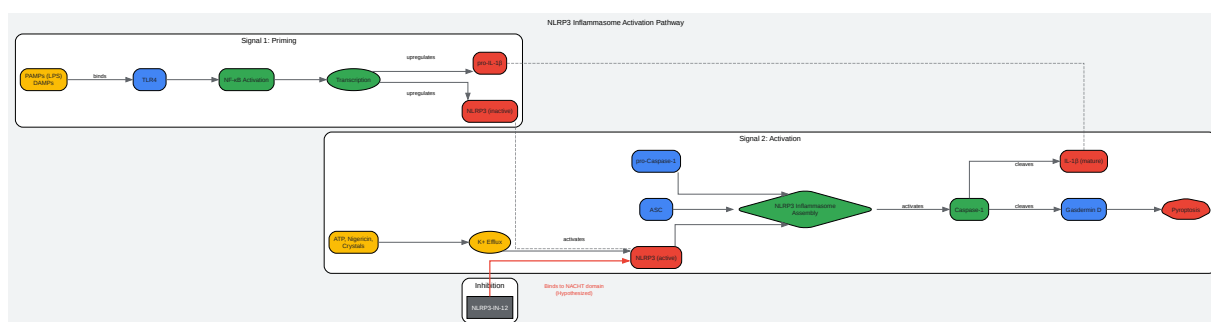 NLRP3 Inflammasome Activation Pathway
Signal 1: Priming
PAMPs (LPS)
DAMPs
binds
TLR4
NF-κB Activation
Transcription
upregulates
upregulates
pro-IL-1β
NLRP3 (inactive)
Signal 2: Activation
ATP, Nigericin,
Crystals
K+ Efflux
activates
pro-Caspase-1
ASC
NLRP3 (active)
NLRP3 Inflammasome
Assembly
activates
Caspase-1
cleaves
IL-1β (mature)
cleaves
Gasdermin D
Pyroptosis
Inhibition
NLRP3-IN-12
Binds to NACHT domain
(Hypothesized)